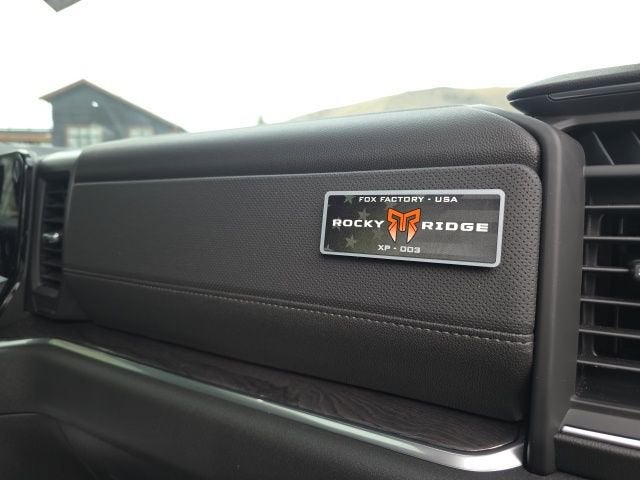 FOX FACTORY - USA
ROCKY RIDGE
XP - 003